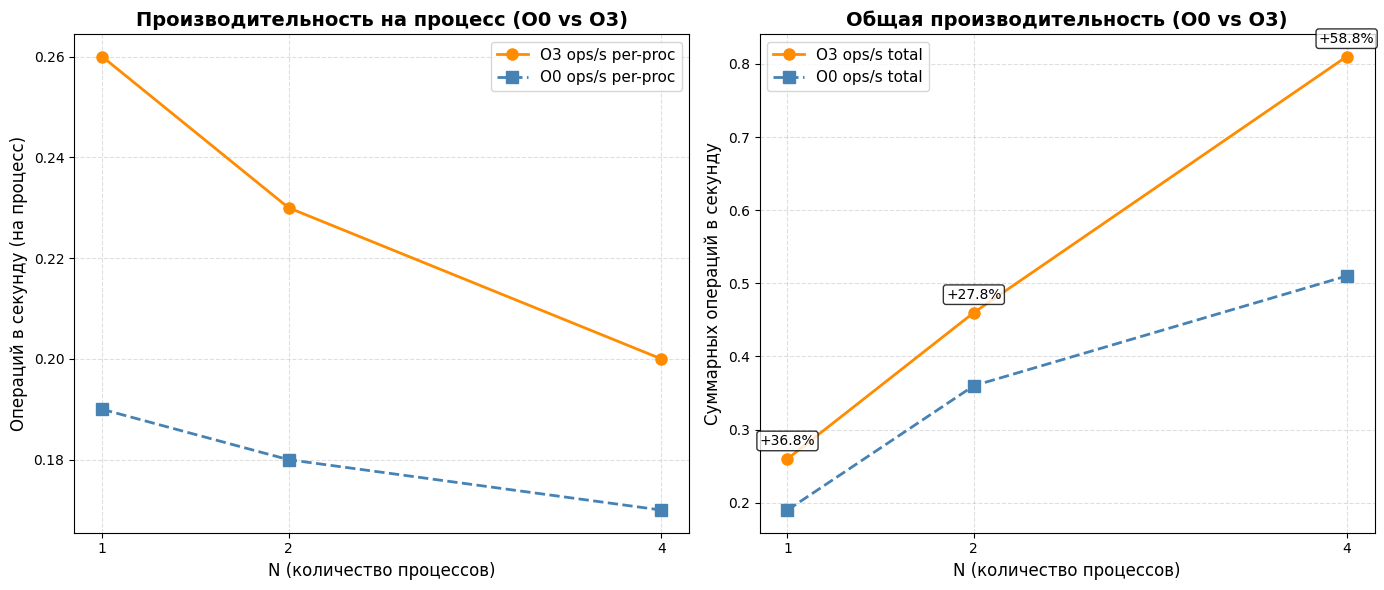 Производительность на процесс (O0 vs O3)
O3 ops/s per-proc
O0 ops/s per-proc
Операций в секунду (на процесс)
0.26
0.24
0.22
0.20
0.18
1
2
4
N (количество процессов)
Общая производительность (O0 vs O3)
O3 ops/s total
O0 ops/s total
Суммарных операций в секунду
0.8
0.7
0.6
0.5
0.4
0.3
0.2
+36.8%
+27.8%
+58.8%
1
2
4
N (количество процессов)